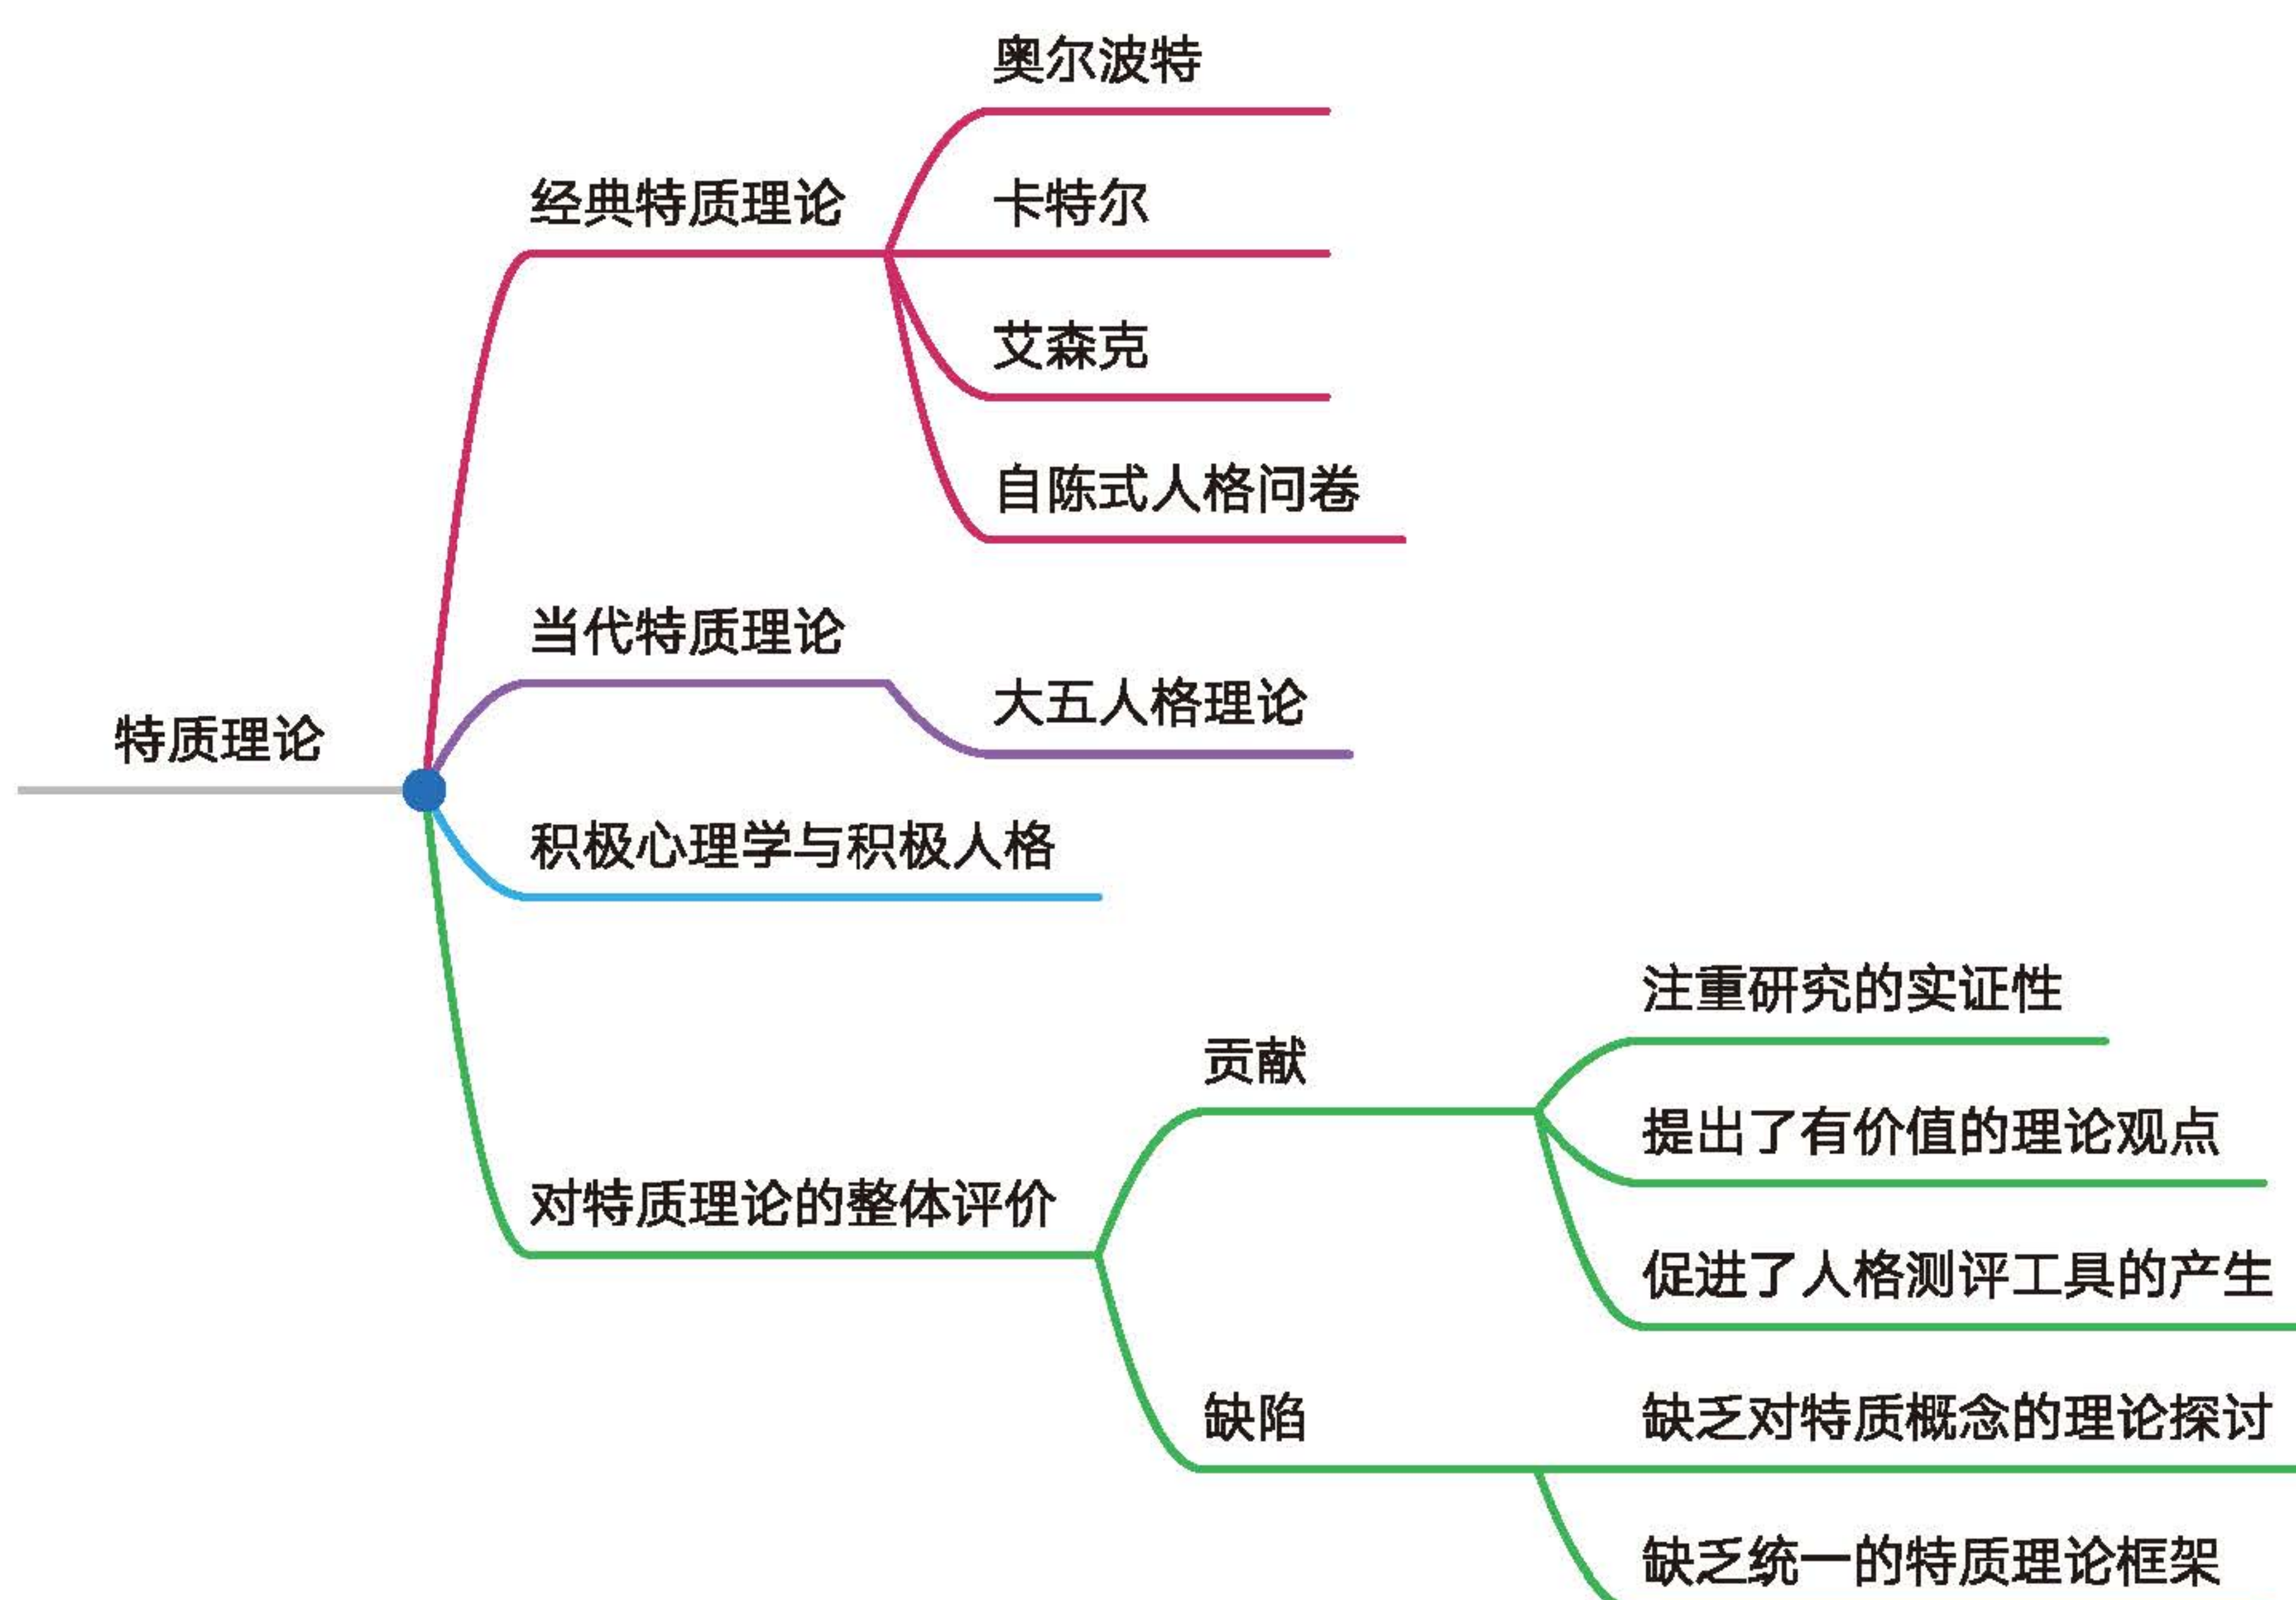 特质理论
经典特质理论
奥尔波特
卡特尔
艾森克
自陈式人格问卷
当代特质理论
大五人格理论
积极心理学与积极人格
对特质理论的整体评价
贡献
注重研究的实证性
提出了有价值的理论观点
促进了人格测评工具的产生
缺陷
缺乏对特质概念的理论探讨
缺乏统一的特质理论框架